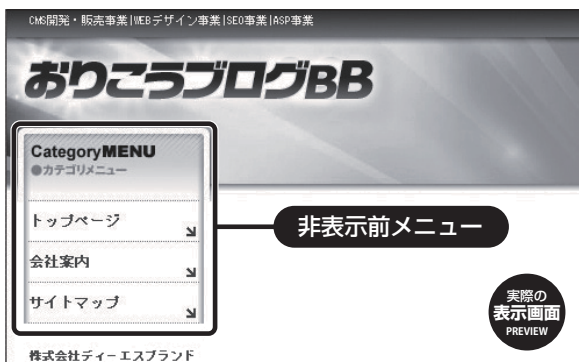 CMS開発・販売事業|WEBデザイン事業|SEO事業|ASP事業
おりこうブログBB
CategoryMENU
●カテゴリメニュー
トップページ
非表示前メニュー
会社案内
サイトマップ
実際の
表示画面
PREVIEW
株式会社ディーエスブランド